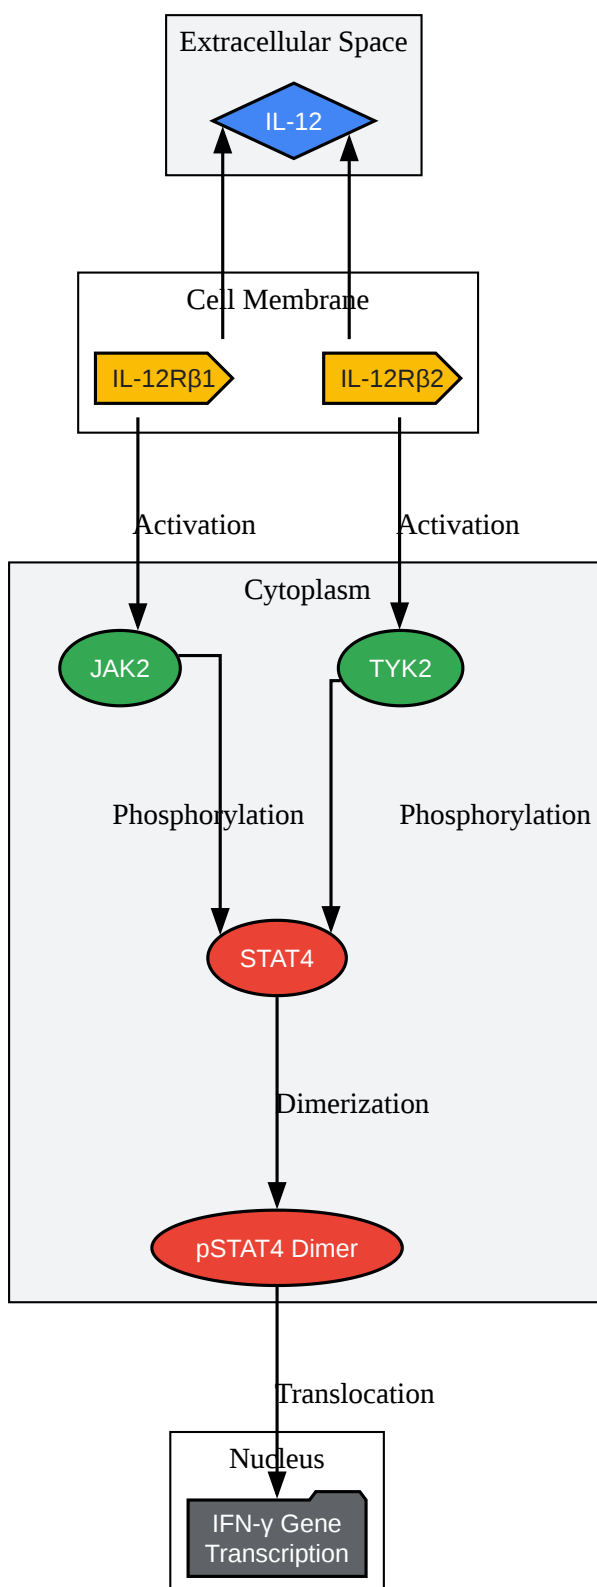 Extracellular Space
IL-12
Cell Membrane
IL-12Rβ1
IL-12Rβ2
Activation
Activation
Cytoplasm
JAK2
TYK2
Phosphorylation
Phosphorylation
STAT4
Dimerization
pSTAT4 Dimer
Translocation
Nucleus
IFN-γ Gene
Transcription